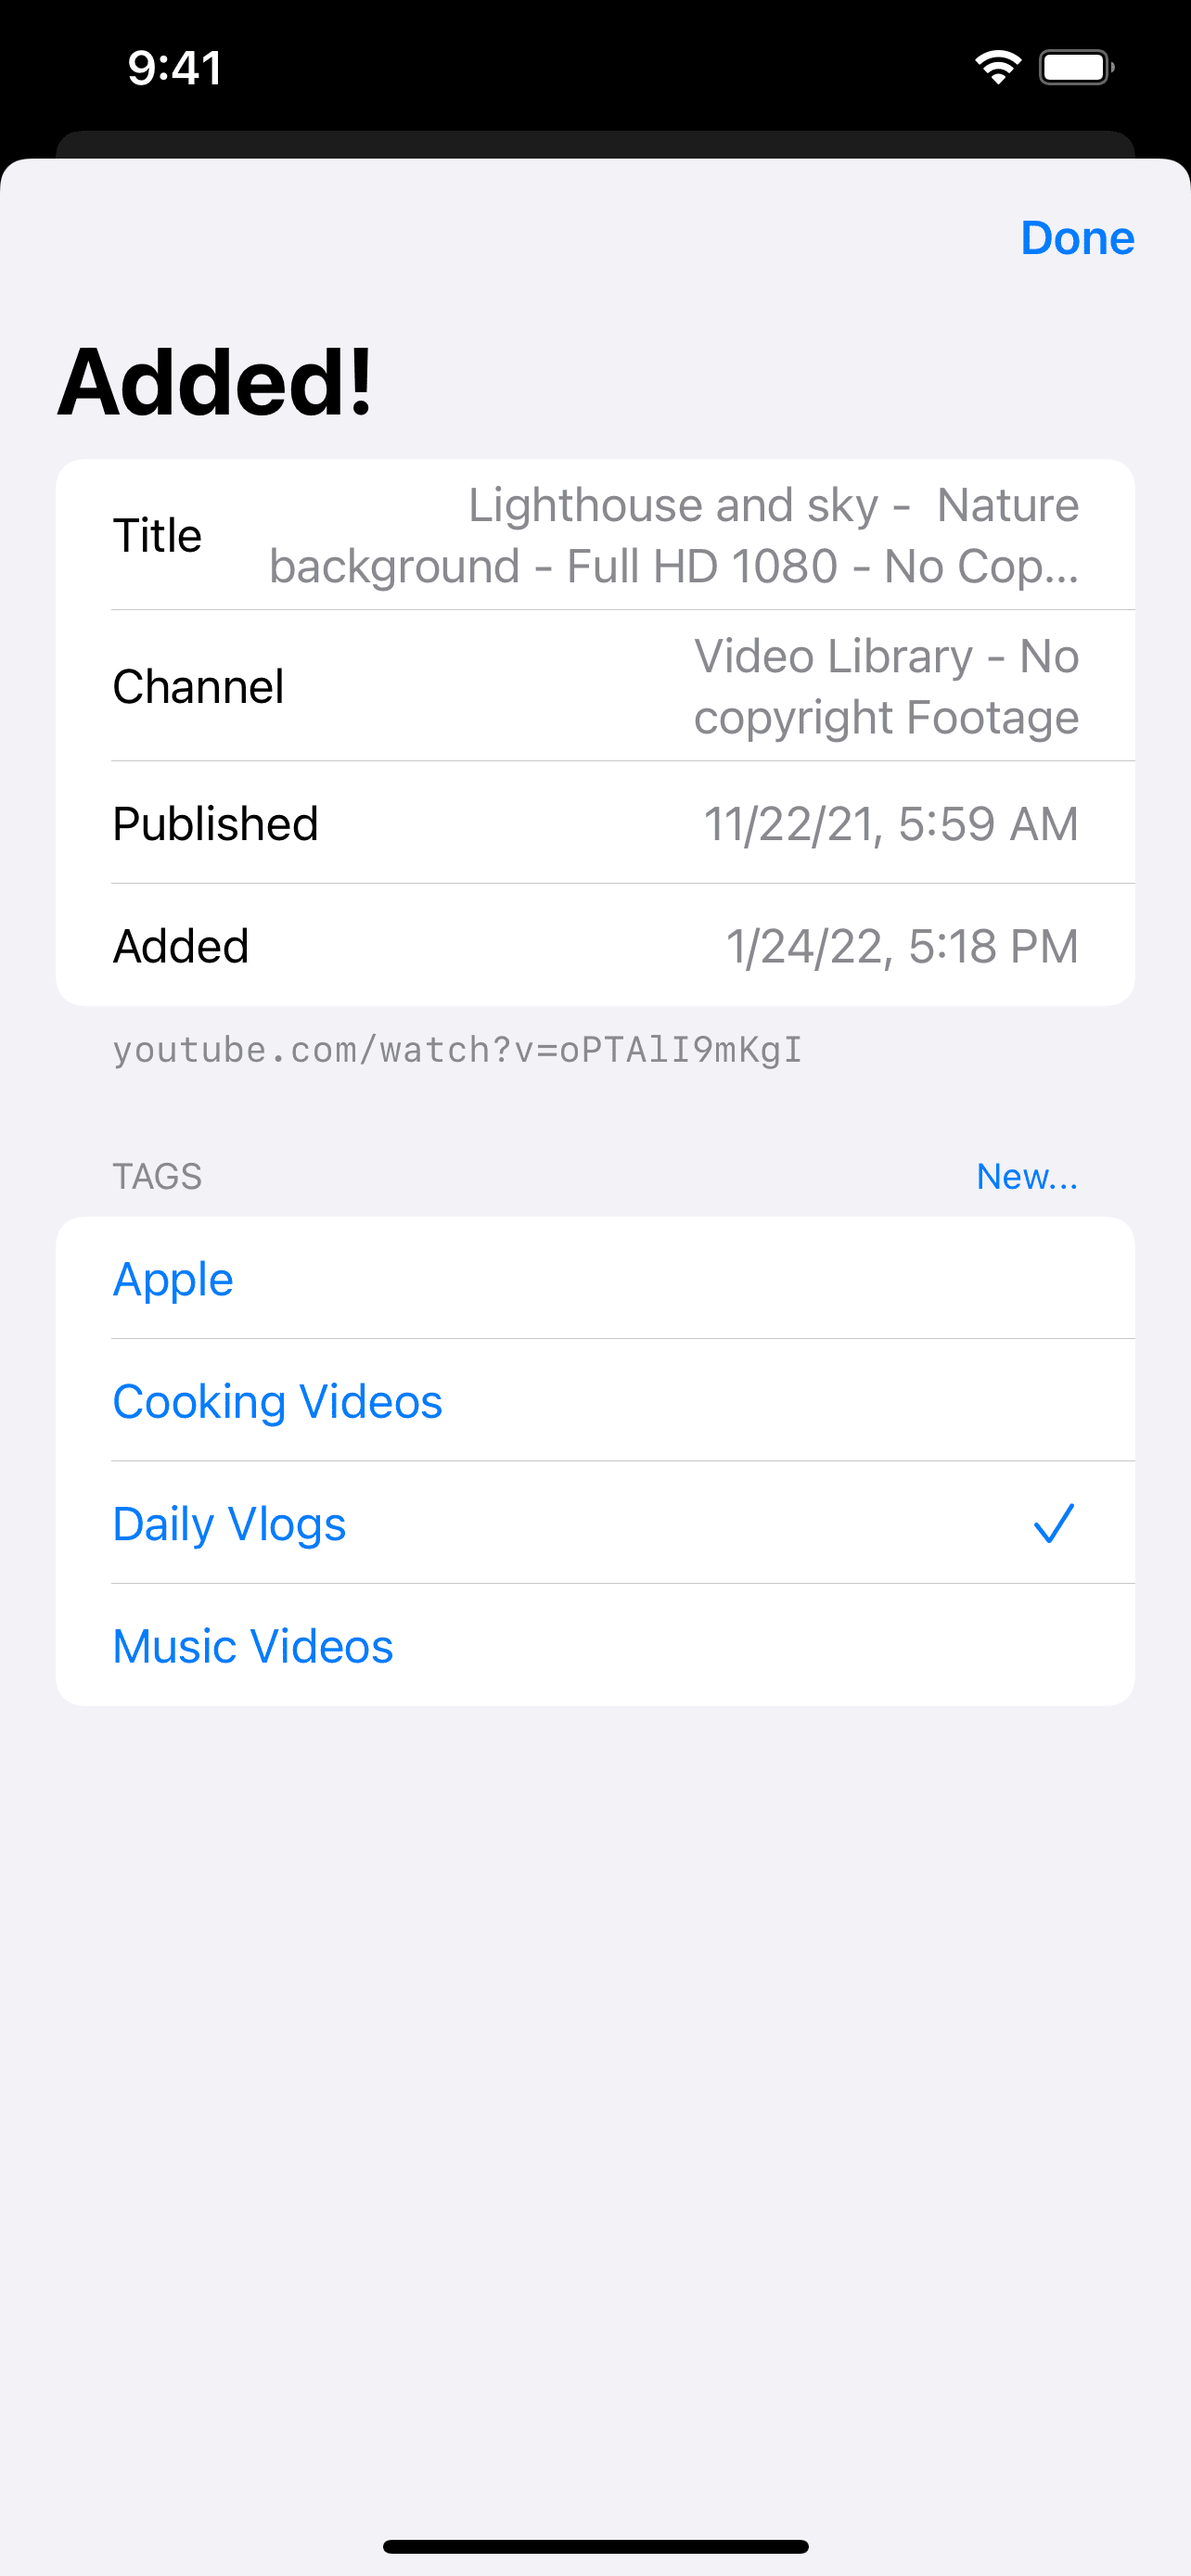 9:41
Done
Added!
Title
Lighthouse and sky -  Nature
background - Full HD 1080 - No Cop...
Channel
Video Library - No
copyright Footage
Published
11/22/21, 5:59 AM
Added
1/24/22, 5:18 PM
youtube.com/watch?v=oPTAlI9mKgI
TAGS
New...
Apple
Cooking Videos
Daily Vlogs
Music Videos